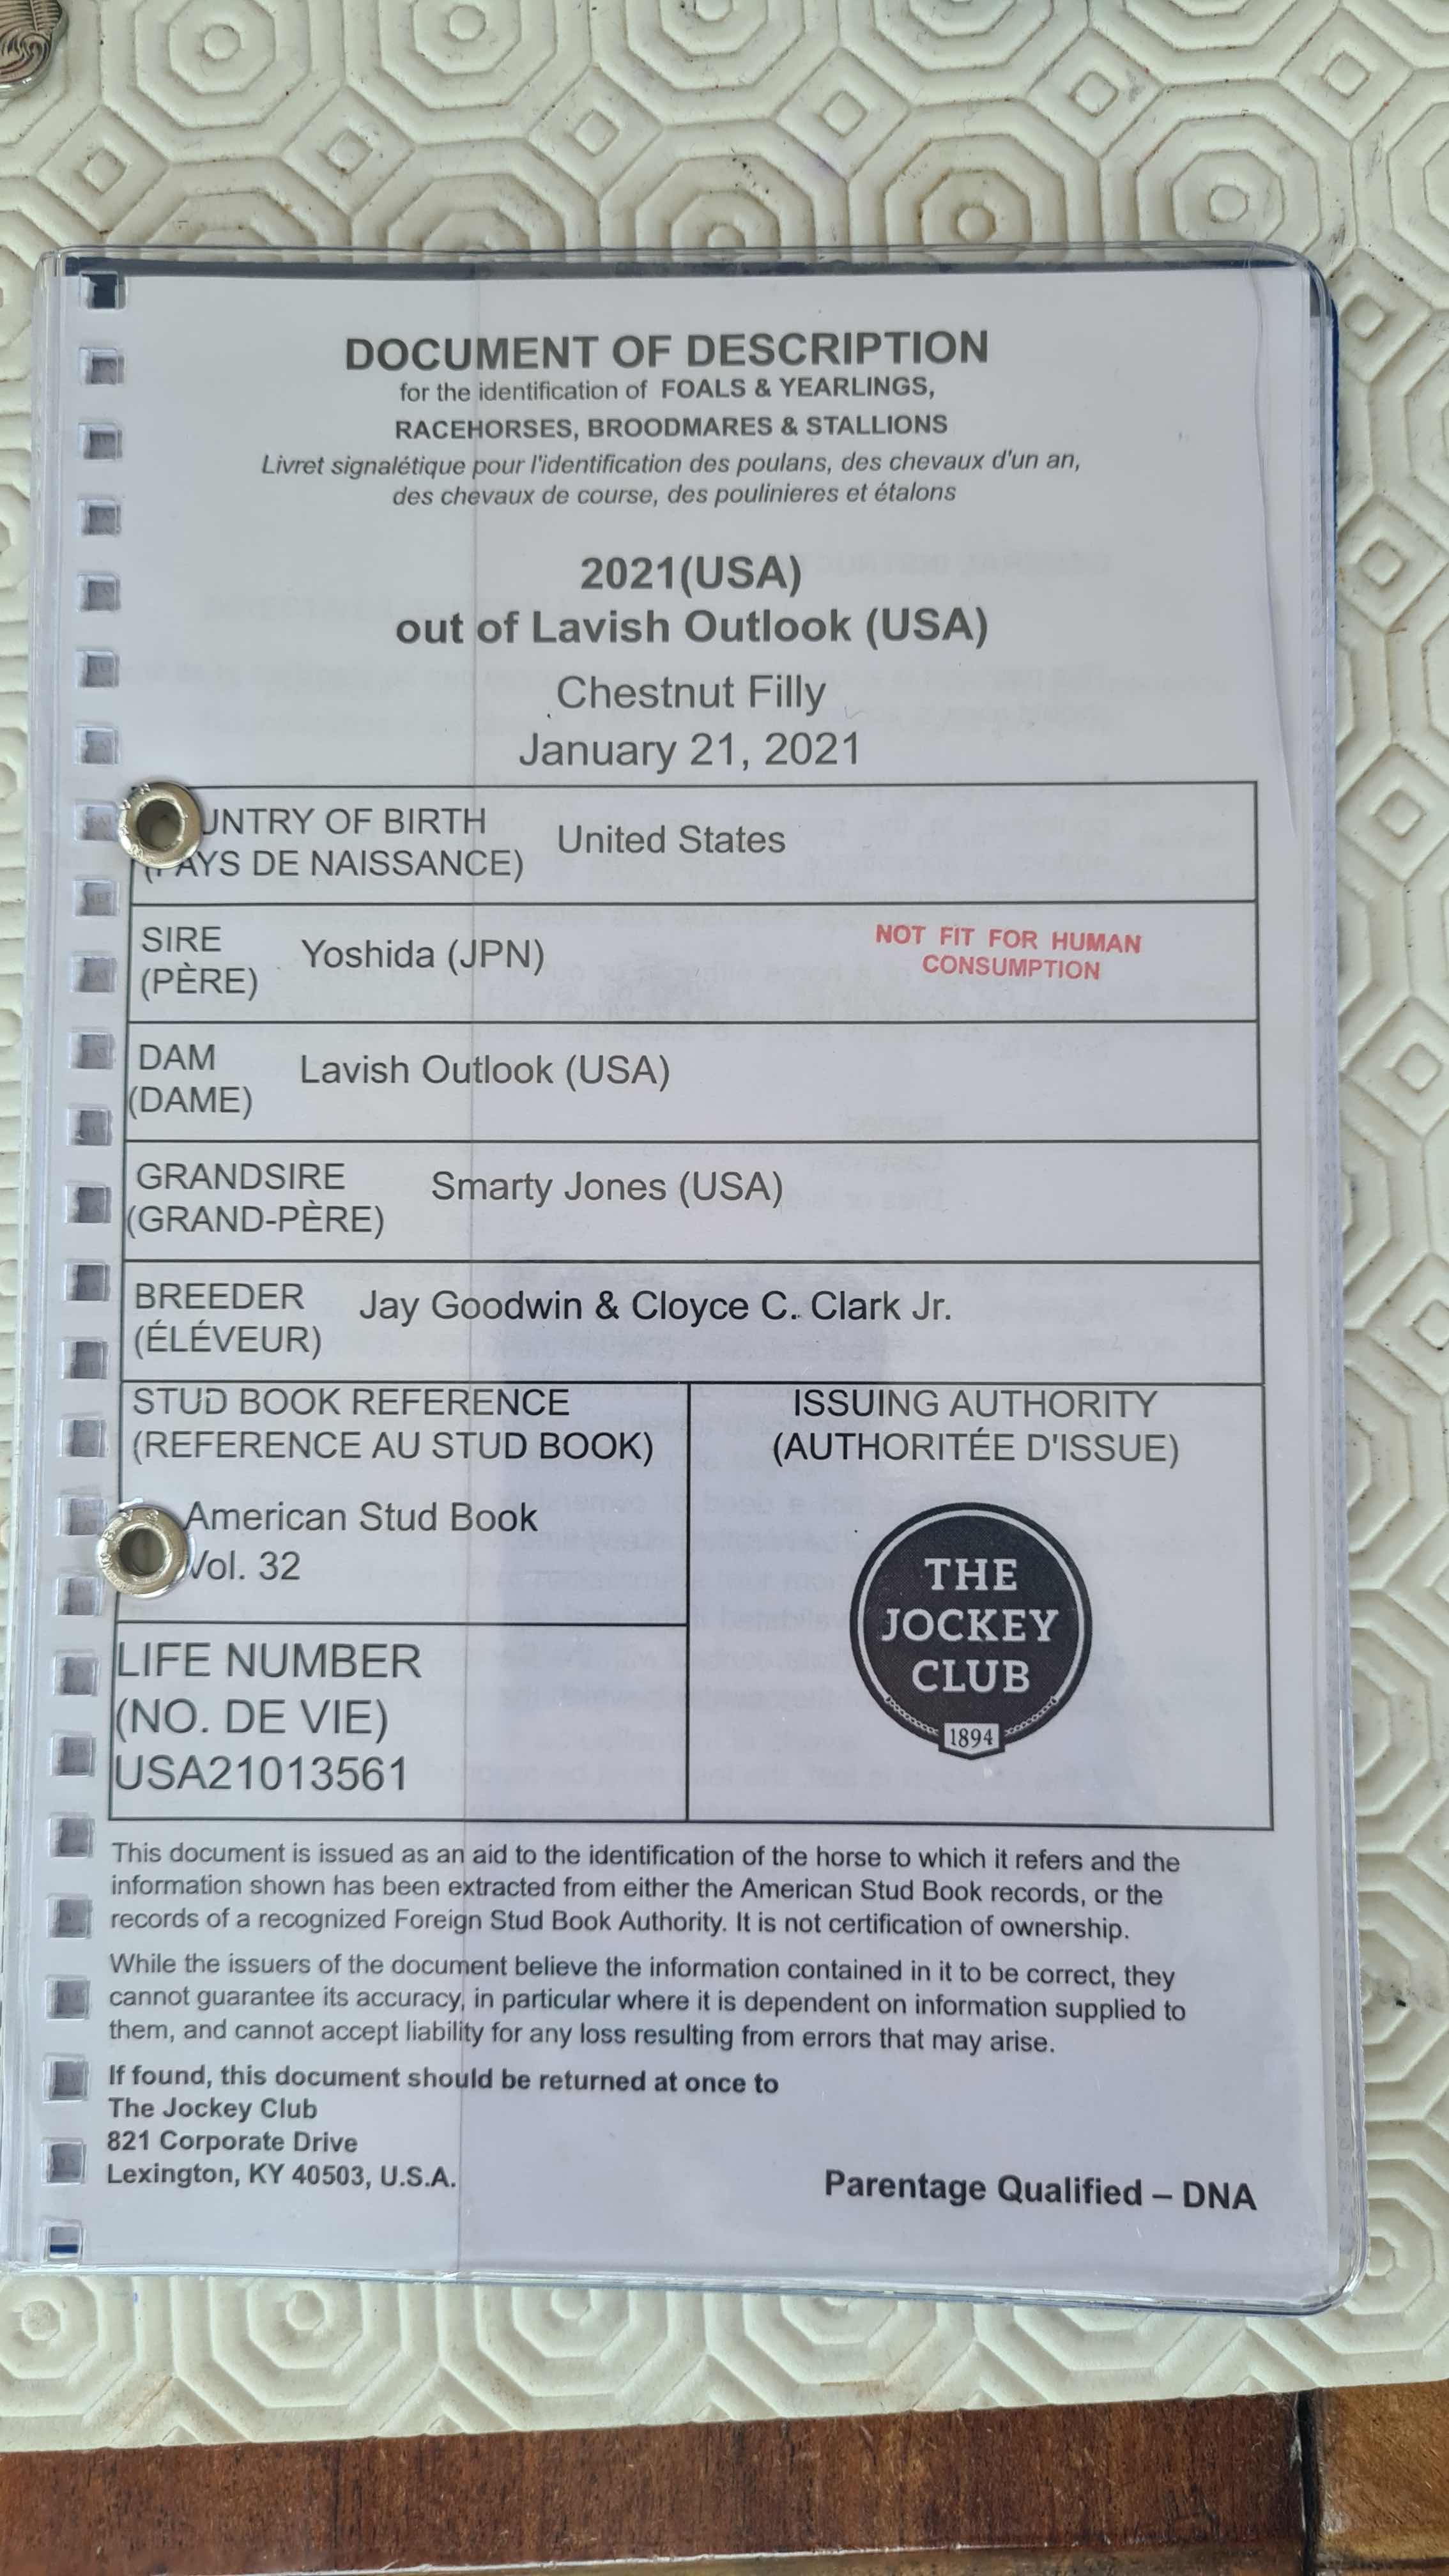 DOCUMENT OF DESCRIPTION
for the identification of FOALS & YEARLINGS,
RACEHORSES, BROODMARES & STALLIONS
Livret signalétique pour l'identification des poulans, des chevaux d'un an,
des chevaux de course, des poulinieres et étalons
2021(USA)
out of Lavish Outlook (USA)
Chestnut Filly
January 21, 2021
UNTRY OF BIRTH
(PAYS DE NAISSANCE)
United States
SIRE
(PÈRE)
Yoshida (JPN)
NOT FIT FOR HUMAN
CONSUMPTION
DAM
(DAME)
Lavish Outlook (USA)
GRANDSIRE
(GRAND-PÈRE)
Smarty Jones (USA)
BREEDER
(ÉLÉVEUR)
Jay Goodwin & Cloyce C. Clark Jr.
STUD BOOK REFERENCE
(REFERENCE AU STUD BOOK)
American Stud Book
Vol. 32
ISSUING AUTHORITY
(AUTHORITÉE D'ISSUE)
THE
JOCKEY
CLUB
1894
LIFE NUMBER
(NO. DE VIE)
USA21013561
This document is issued as an aid to the identification of the horse to which it refers and the
information shown has been extracted from either the American Stud Book records, or the
records of a recognized Foreign Stud Book Authority. It is not certification of ownership.
While the issuers of the document believe the information contained in it to be correct, they
cannot guarantee its accuracy, in particular where it is dependent on information supplied to
them, and cannot accept liability for any loss resulting from errors that may arise.
If found, this document should be returned at once to
The Jockey Club
821 Corporate Drive
Lexington, KY 40503, U.S.A.
Parentage Qualified – DNA